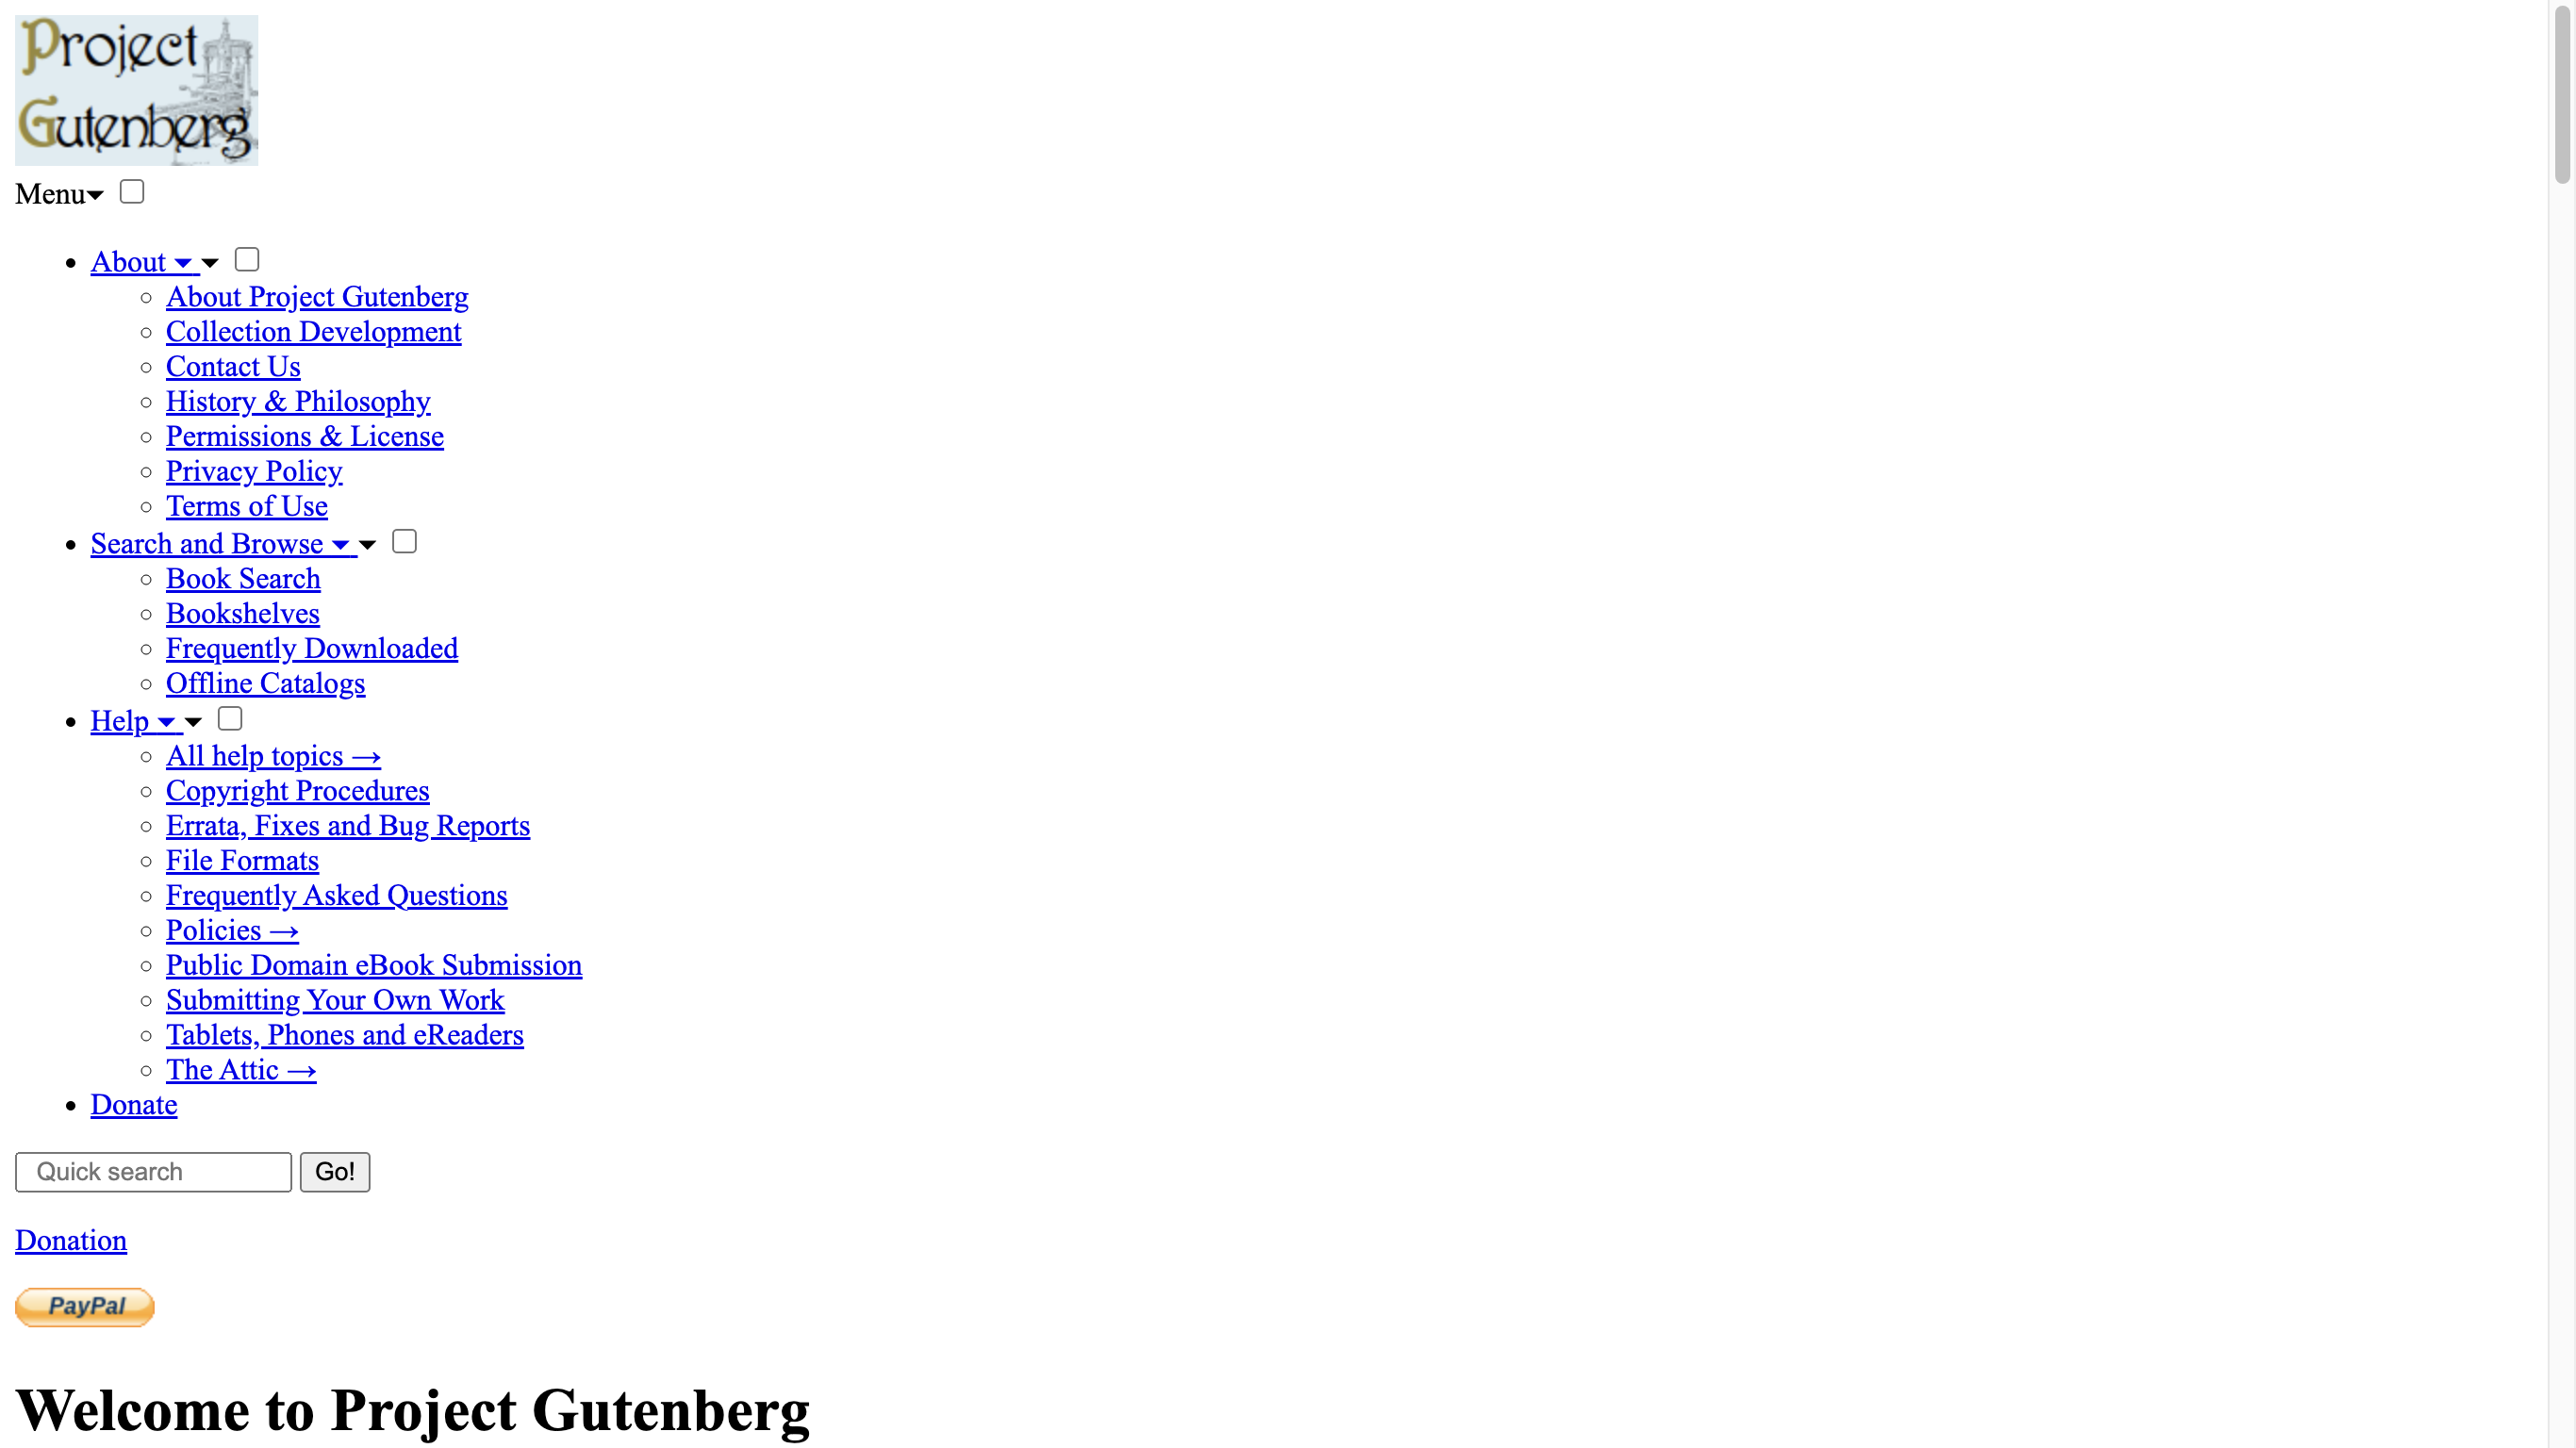 Project
Gutenberg
Menu▾
About ▾ ▾
About Project Gutenberg
Collection Development
Contact Us
History & Philosophy
Permissions & License
Privacy Policy
Terms of Use
Search and Browse ▾ ▾
Book Search
Bookshelves
Frequently Downloaded
Offline Catalogs
Help ▾ ▾
All help topics →
Copyright Procedures
Errata, Fixes and Bug Reports
File Formats
Frequently Asked Questions
Policies →
Public Domain eBook Submission
Submitting Your Own Work
Tablets, Phones and eReaders
The Attic →
Donate
Quick search Go!
Donation
PayPal
Welcome to Project Gutenberg